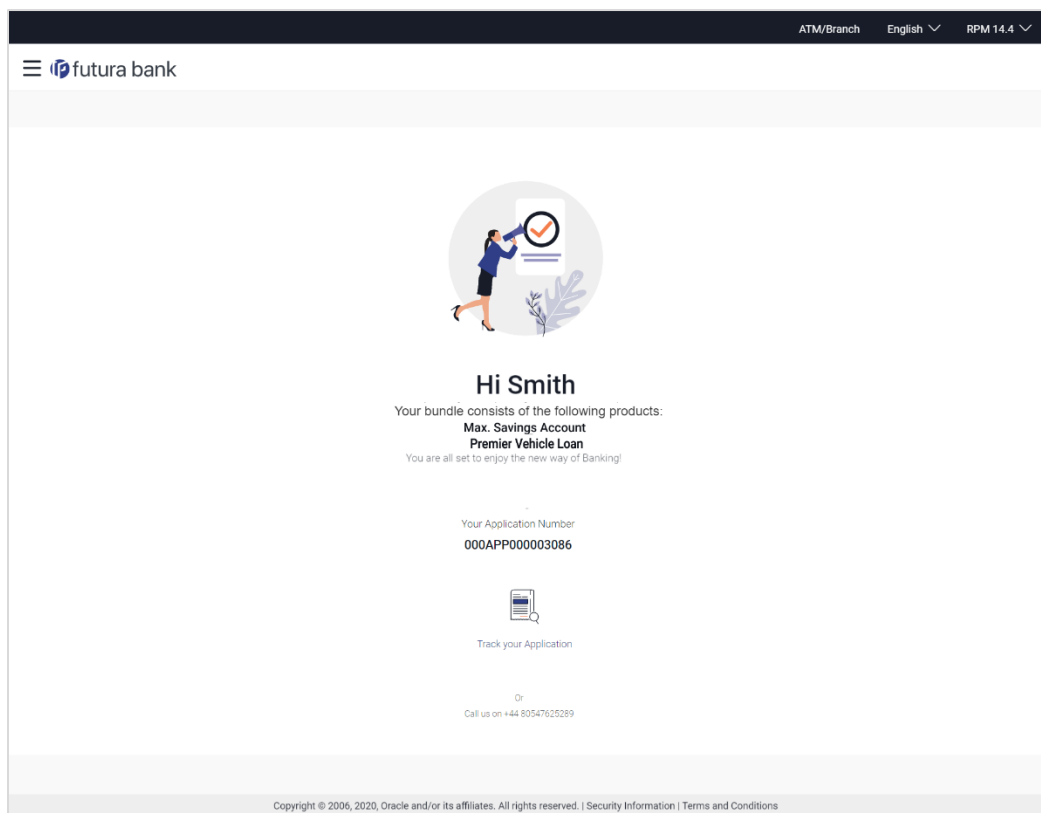 ATM/Branch English RPM 14.4
futura bank
Hi Smith
Your bundle consists of the following products:
Max. Savings Account
Premier Vehicle Loan
You are all set to enjoy the new way of Banking!
Your Application Number
000APP000003086
Track your Application
Or
Call us on +44 80547625289
Copyright © 2006, 2020, Oracle and/or its affiliates. All rights reserved. | Security Information | Terms and Conditions